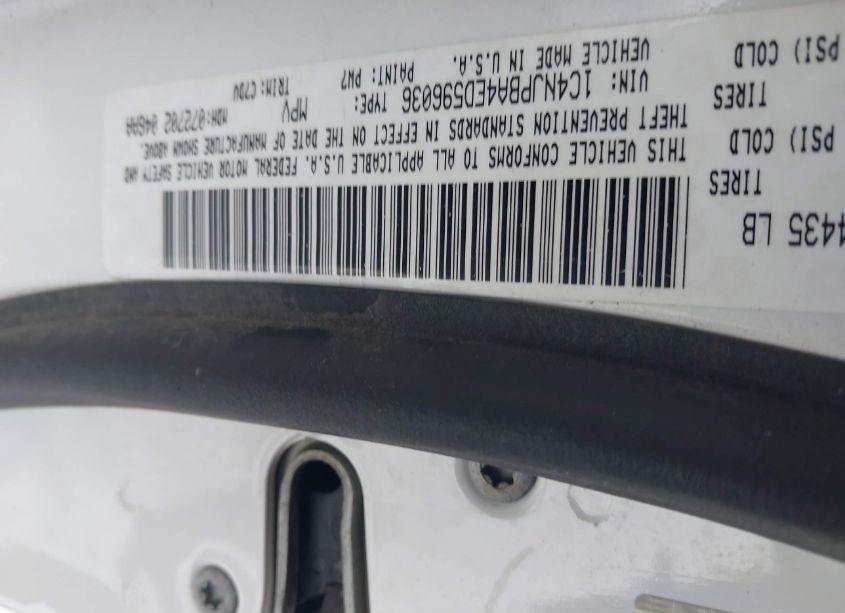 4435 LB
TIRES
PSI) COLD
TIRES
PSI) COLD
THIS VEHICLE CONFORMS TO ALL APPLICABLE U.S.A. FEDERAL MOTOR VEHICLE SAFETY AND
THEFT PREVENTION STANDARDS IN EFFECT ON THE DATE OF MANUFACTURE SHOWN ABOVE.
VIN: 1C4NJPBA4ED596036 TYPE: MPV MDH:072702 048AA
VEHICLE MADE IN U.S.A. PAINT: PW7 TRIM: C7DV